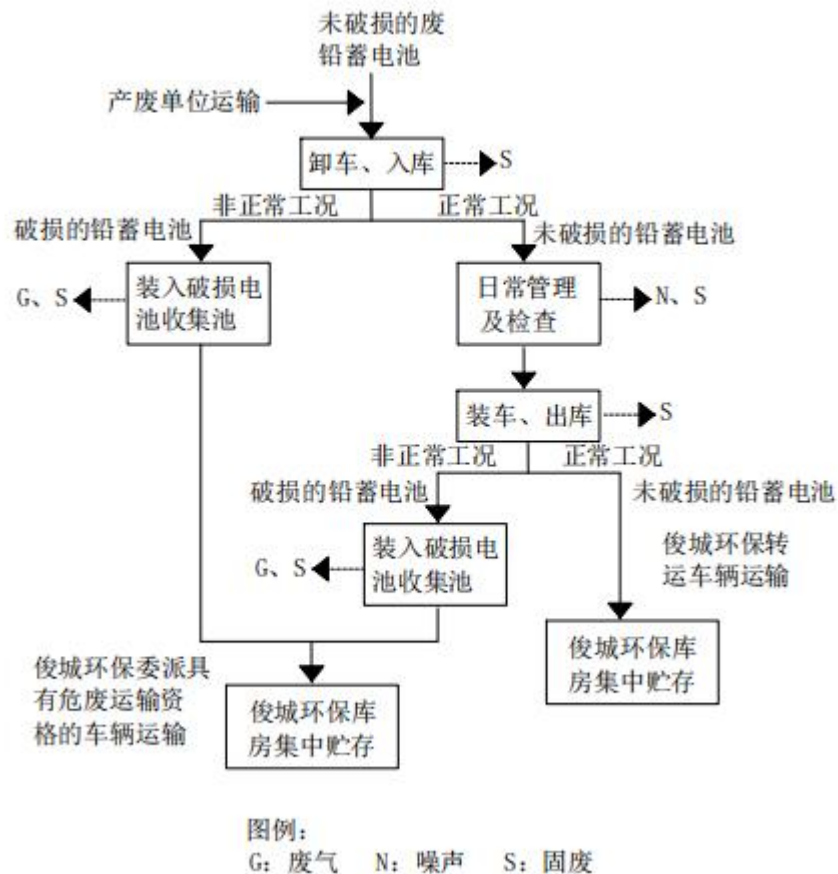 未破损的废
铅蓄电池
产废单位运输
卸车、入库
S
非正常工况
正常工况
破损的铅蓄电池
未破损的铅蓄电池
G、S
装入破损电
池收集池
日常管理
及检查
N、S
装车、出库
S
非正常工况
正常工况
破损的铅蓄电池
未破损的铅蓄电池
G、S
装入破损电
池收集池
俊城环保转
运车辆运输
俊城环保委派具
有危废运输资
格的车辆运输
俊城环保库
房集中贮存
俊城环保库
房集中贮存
图例：
G：废气 N：噪声 S：固废